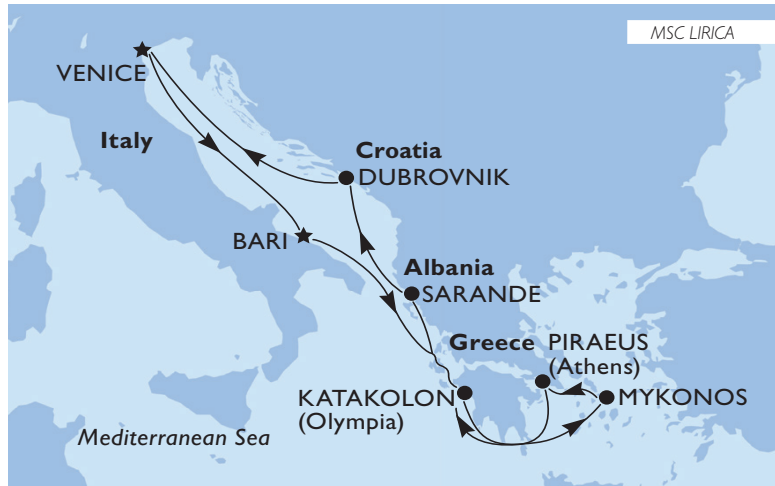 MSC LIRICA
VENICE
Italy
Croatia
DUBROVNIK
BARI
Albania
SARANDE
Greece
PIRAEUS
(Athens)
KATAKOLON
(Olympia)
MYKONOS
Mediterranean Sea